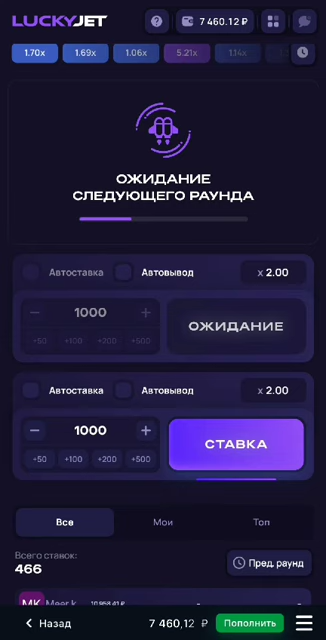 LUCKYJET
7 460.12 ₽
1.70x 1.69x 1.06x 5.21x 1.14x
ОЖИДАНИЕ
СЛЕДУЮЩЕГО РАУНДА
Автоставка Автовывод x 2.00
1000
ОЖИДАНИЕ
+50 +100 +200 +500
Автоставка Автовывод x 2.00
1000
СТАВКА
+50 +100 +200 +500
Все Мои Топ
Всего ставок:
466
Пред. раунд
MK
Назад 7 460,12 ₽ Пополнить